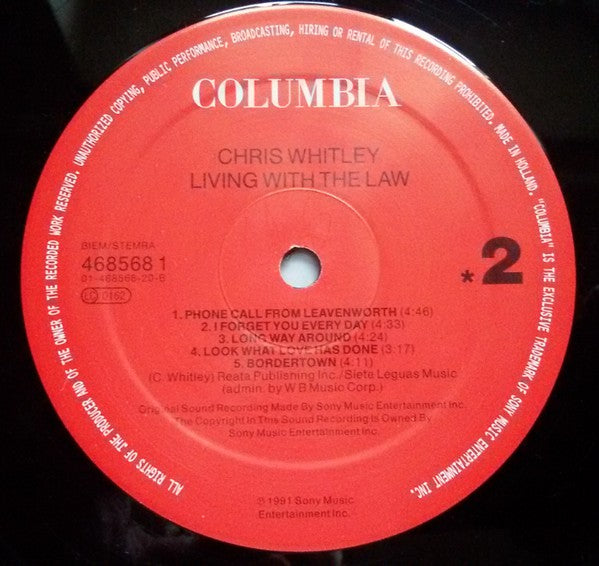 ALL RIGHTS OF THE PRODUCER AND OF THE OWNER OF THE RECORDED WORK RESERVED. UNAUTHORIZED COPYING, PUBLIC PERFORMANCE, BROADCASTING, HIRING OR RENTAL OF THIS RECORDING PROHIBITED. MADE IN HOLLAND. "COLUMBIA" IS THE EXCLUSIVE TRADEMARK OF SONY MUSIC ENTERTAINMENT INC.
COLUMBIA
CHRIS WHITLEY
LIVING WITH THE LAW
BIEM/STEMRA
468568 1
01-468568-20-6
LC 0162
*2
1. PHONE CALL FROM LEAVENWORTH (4:46)
2. I FORGET YOU EVERY DAY (4:33)
3. LONG WAY AROUND (4:24)
4. LOOK WHAT LOVE HAS DONE (3:17)
5. BORDERTOWN (4:11)
(C. Whitley) Reata Publishing Inc./Siete Leguas Music
(admin. by W B Music Corp.)
Original Sound Recording Made By Sony Music Entertainment Inc.
The Copyright In This Sound Recording Is Owned By
Sony Music Entertainment Inc.
℗ 1991 Sony Music
Entertainment Inc.